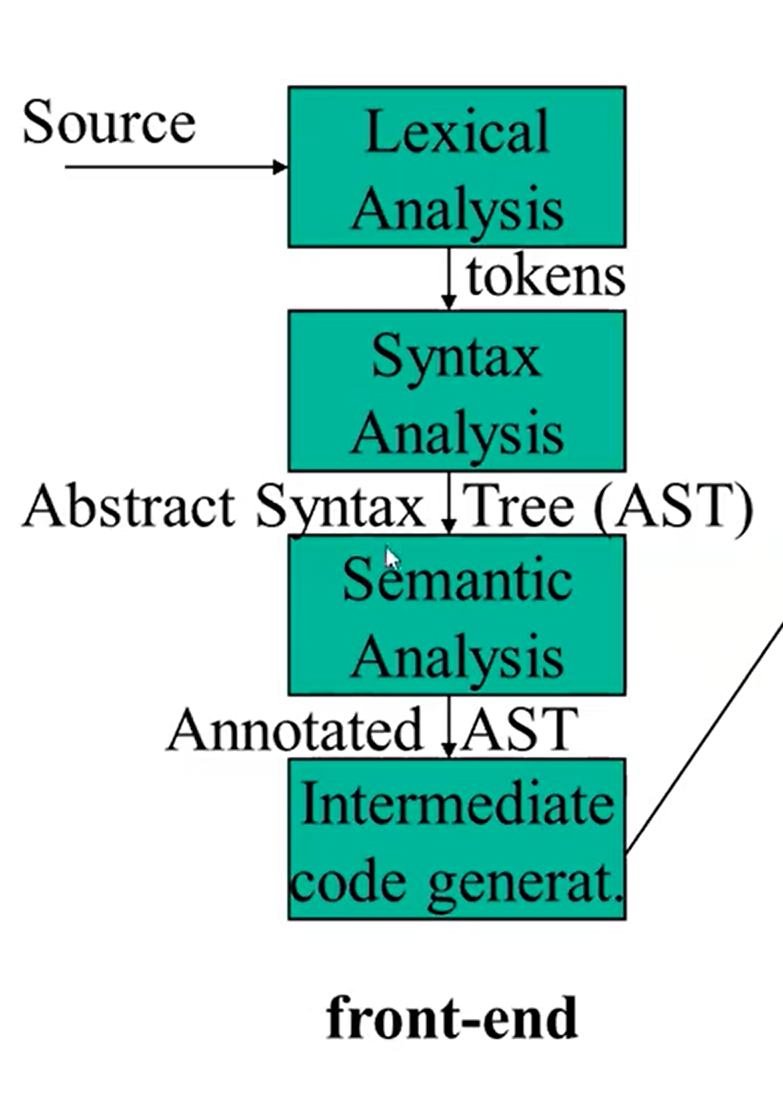 Source
Lexical
Analysis
tokens
Syntax
Analysis
Abstract Syntax Tree (AST)
Semantic
Analysis
Annotated AST
Intermediate
code generat.
front-end